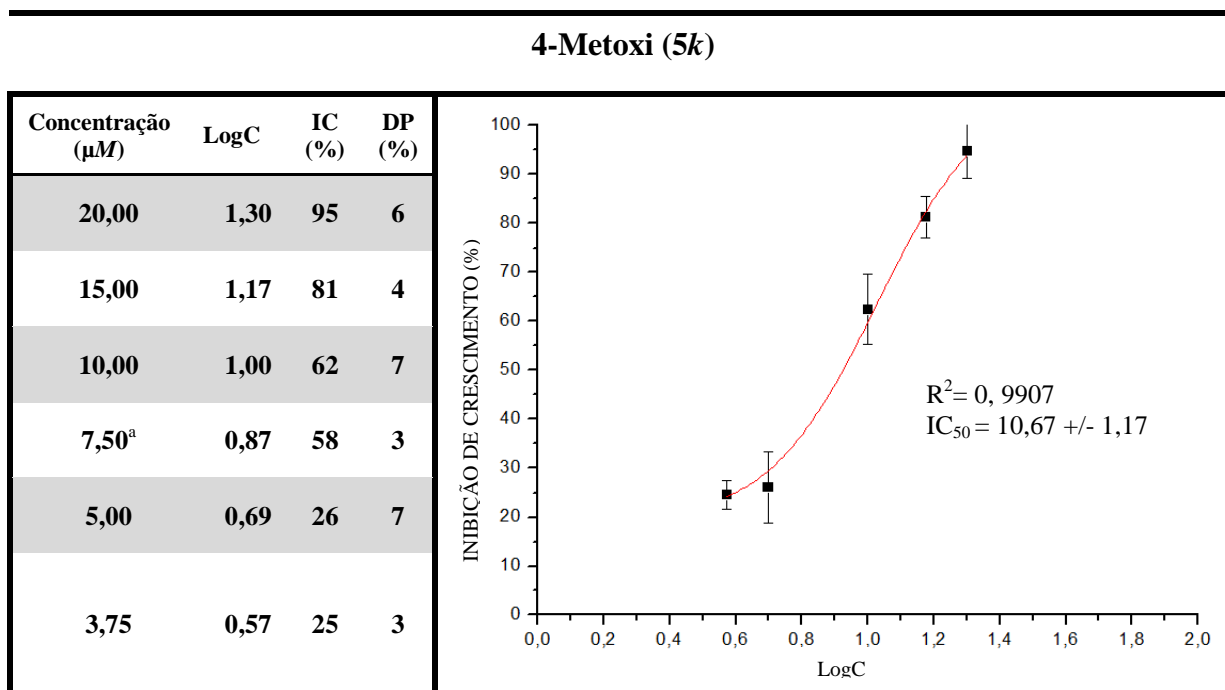 4-Metoxi (5k)
Concentração (µM) LogC IC (%) DP (%)
20,00 1,30 95 6
15,00 1,17 81 4
10,00 1,00 62 7
7,50ᵃ 0,87 58 3
5,00 0,69 26 7
3,75 0,57 25 3
INIBIÇÃO DE CRESCIMENTO (%)
100
90
80
70
60
50
40
30
20
10
0
R²= 0, 9907
IC₅₀ = 10,67 +/- 1,17
0,0 0,2 0,4 0,6 0,8 1,0 1,2 1,4 1,6 1,8 2,0
LogC